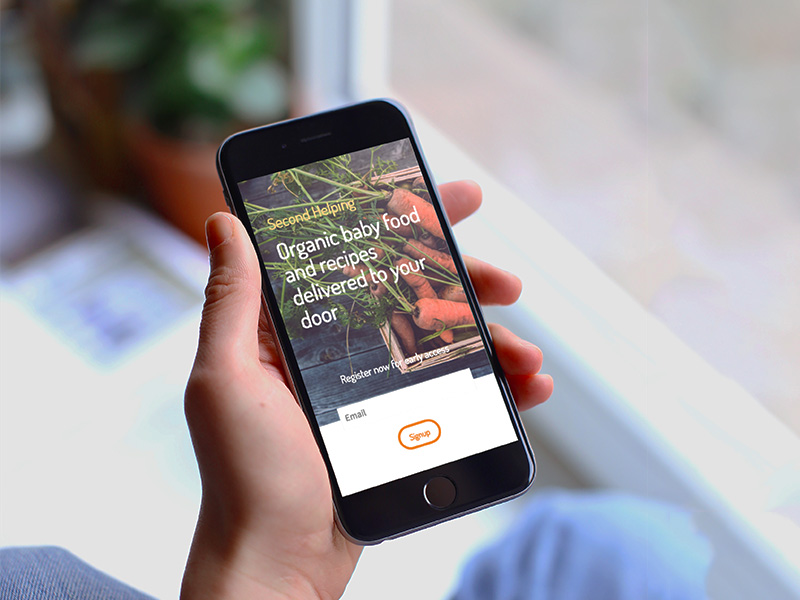 Second Helping
Organic baby food
and recipes
delivered to your
door
Register now for early access
Email
Signup